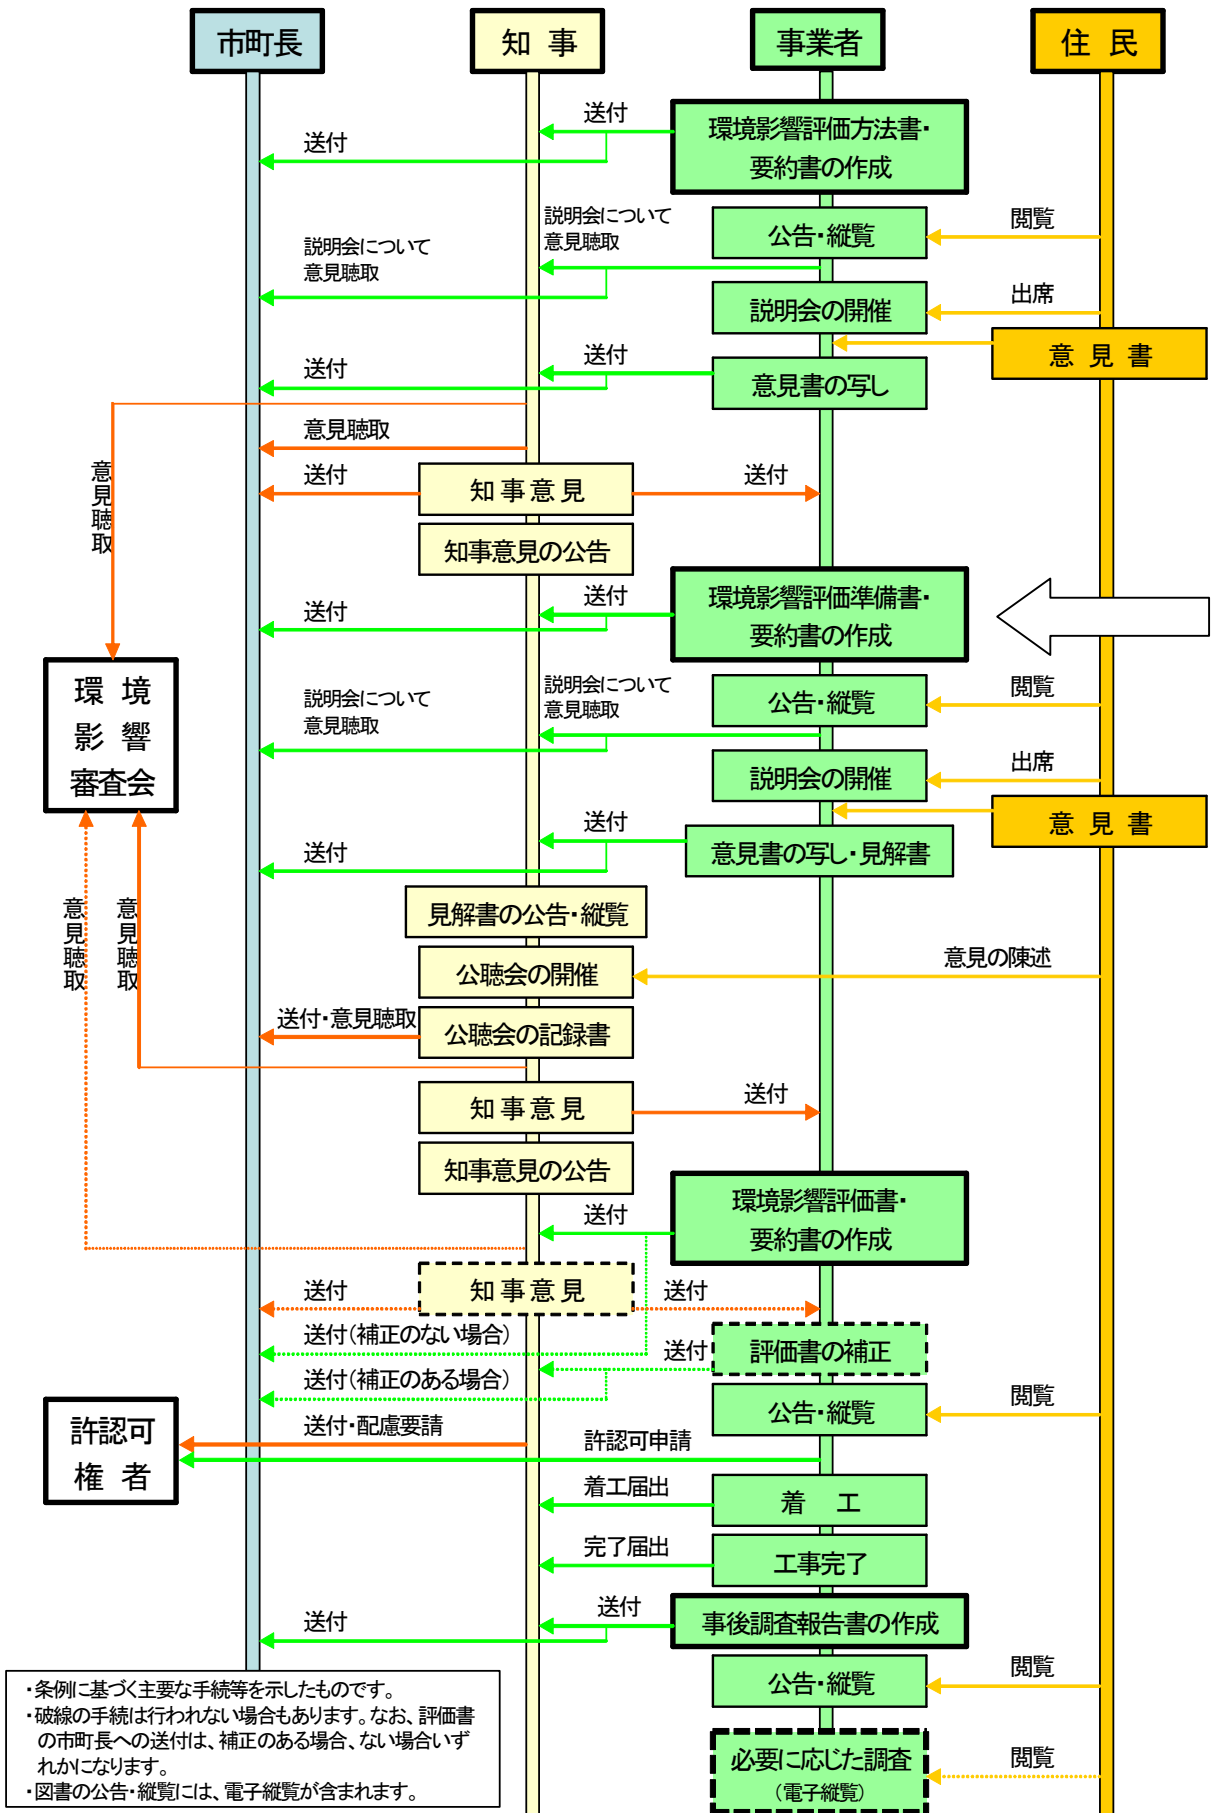 市町長
知 事
事業者
住 民
送付
送付
環境影響評価方法書・
要約書の作成
説明会について
意見聴取
説明会について
意見聴取
公告・縦覧
閲覧
説明会の開催
出席
意 見 書
送付
送付
意見書の写し
意見聴取
意見聴取
送付
知 事 意 見
送付
知事意見の公告
送付
送付
環境影響評価準備書・
要約書の作成
環 境
影 響
審査会
説明会について
意見聴取
説明会について
意見聴取
公告・縦覧
閲覧
説明会の開催
出席
意 見 書
送付
送付
意見書の写し・見解書
意見聴取
意見聴取
見解書の公告・縦覧
公聴会の開催
意見の陳述
送付・意見聴取
公聴会の記録書
知 事 意 見
送付
知事意見の公告
送付
環境影響評価書・
要約書の作成
送付
知 事 意 見
送付
送付(補正のない場合)
送付
評価書の補正
送付(補正のある場合)
公告・縦覧
閲覧
許認可
権 者
送付・配慮要請
許認可申請
着工届出
着 工
完了届出
工事完了
送付
送付
事後調査報告書の作成
公告・縦覧
閲覧
必要に応じた調査
(電子縦覧)
閲覧
・条例に基づく主要な手続等を示したものです。
・破線の手続は行われない場合もあります。なお、評価書
の市町長への送付は、補正のある場合、ない場合いず
れかになります。
・図書の公告・縦覧には、電子縦覧が含まれます。